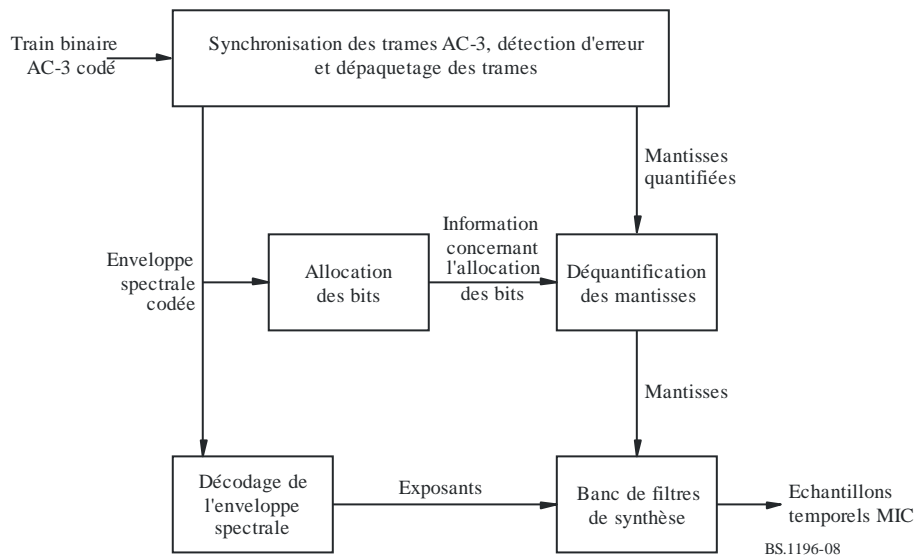 Train binaire
AC-3 codé
Synchronisation des trames AC-3, détection d'erreur
et dépaquetage des trames
Mantisses
quantifiées
Enveloppe
spectrale
codée
Allocation
des bits
Information
concernant
l'allocation
des bits
Déquantification
des mantisses
Mantisses
Décodage de
l'enveloppe
spectrale
Exposants
Banc de filtres
de synthèse
Echantillons
temporels MIC
BS.1196-08